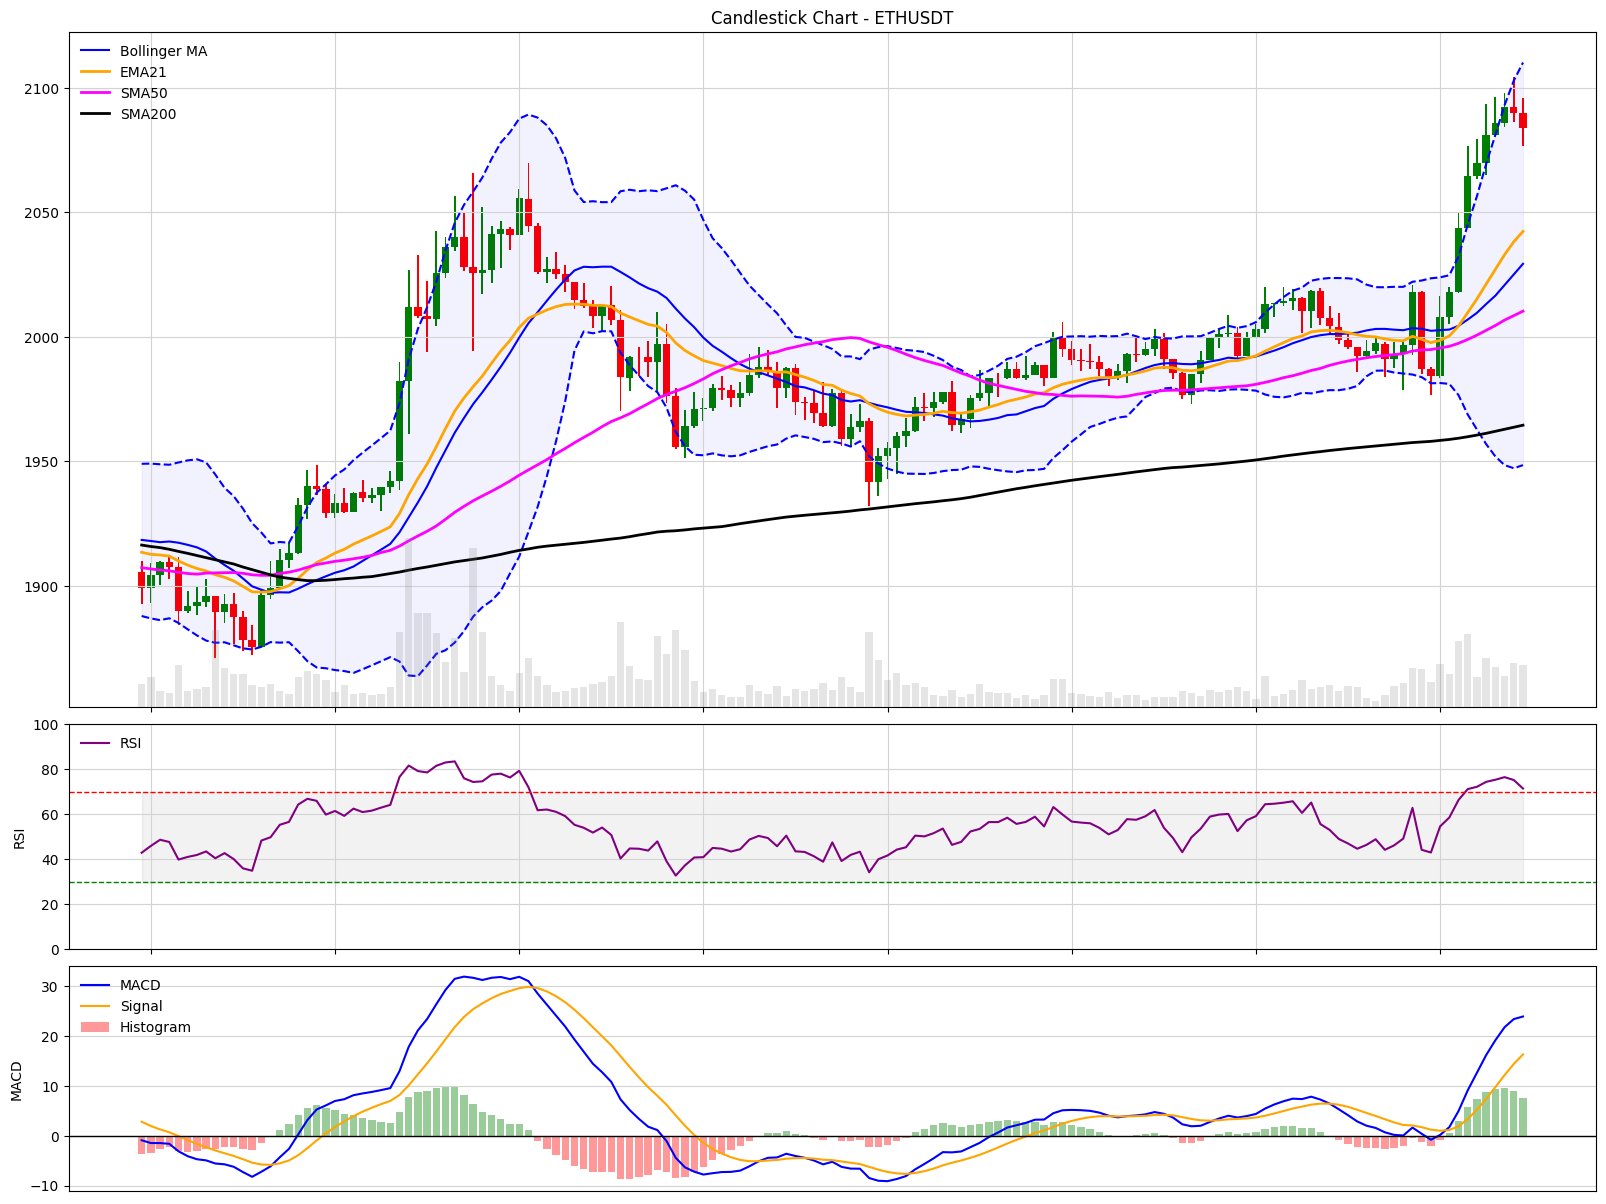 Candlestick Chart - ETHUSDT
Bollinger MA
EMA21
SMA50
SMA200
2100
2050
2000
1950
1900
RSI
100
80
60
40
20
0
RSI
MACD
Signal
Histogram
30
20
10
0
−10
MACD